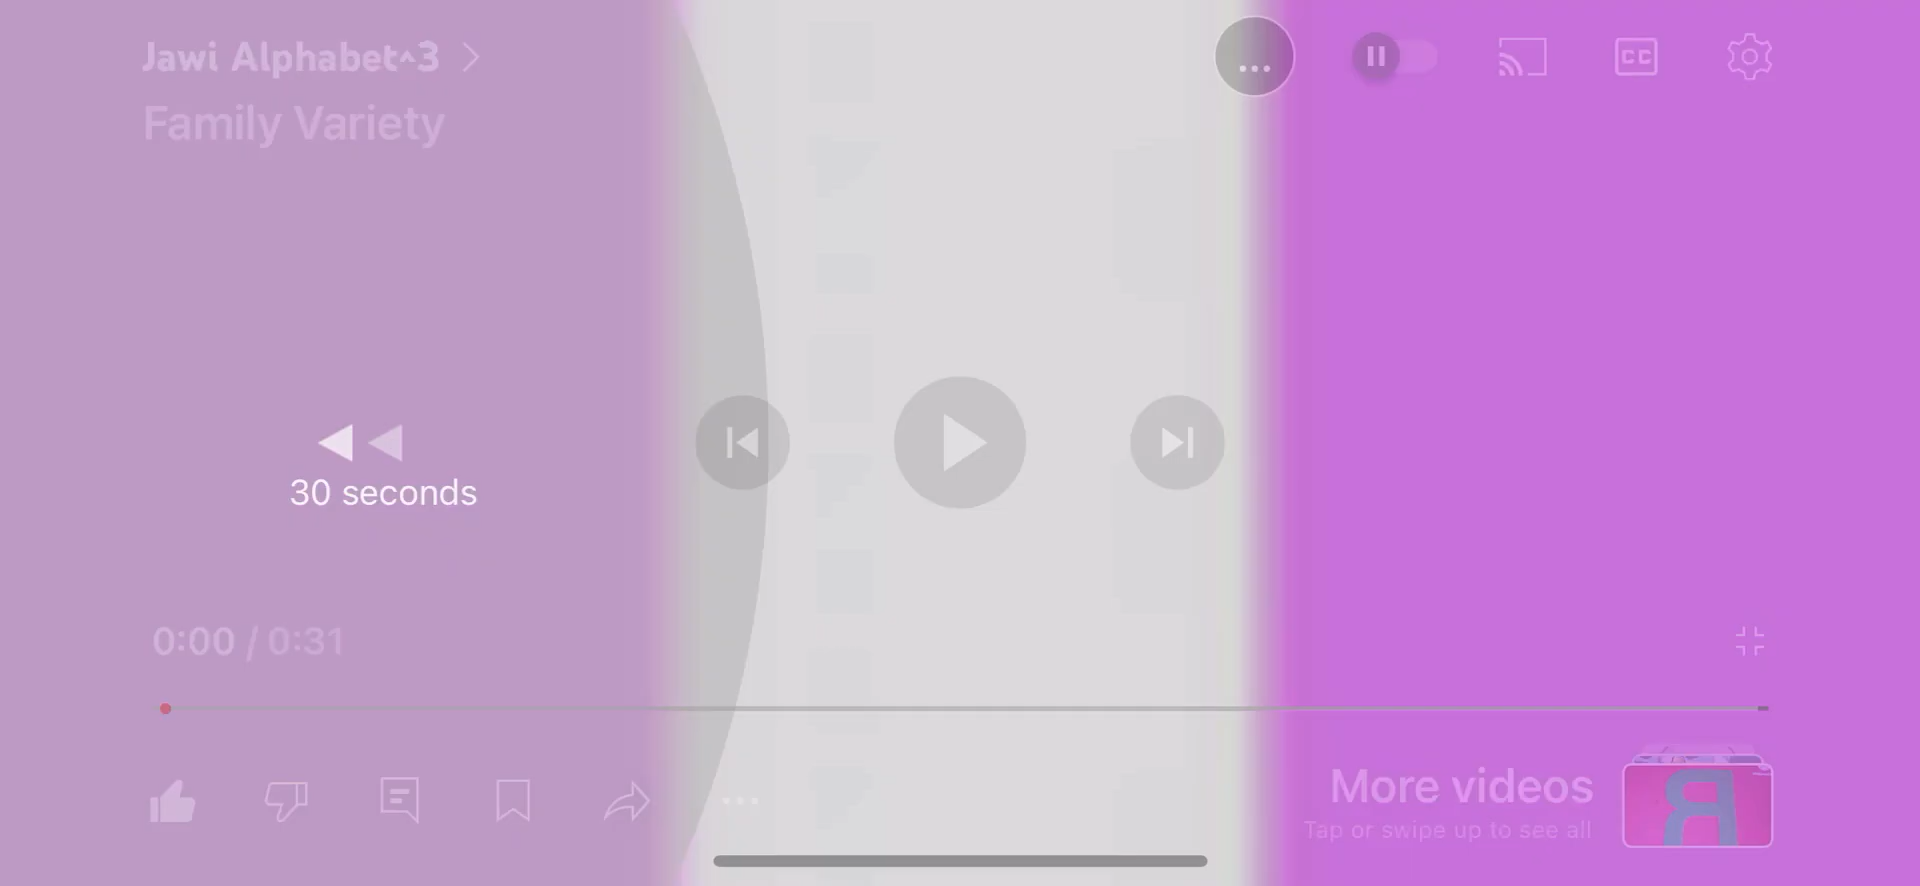 Jawi Alphabet^3
Family Variety
CC
30 seconds
0:00 / 0:31
More videos
Tap or swipe up to see all
Я